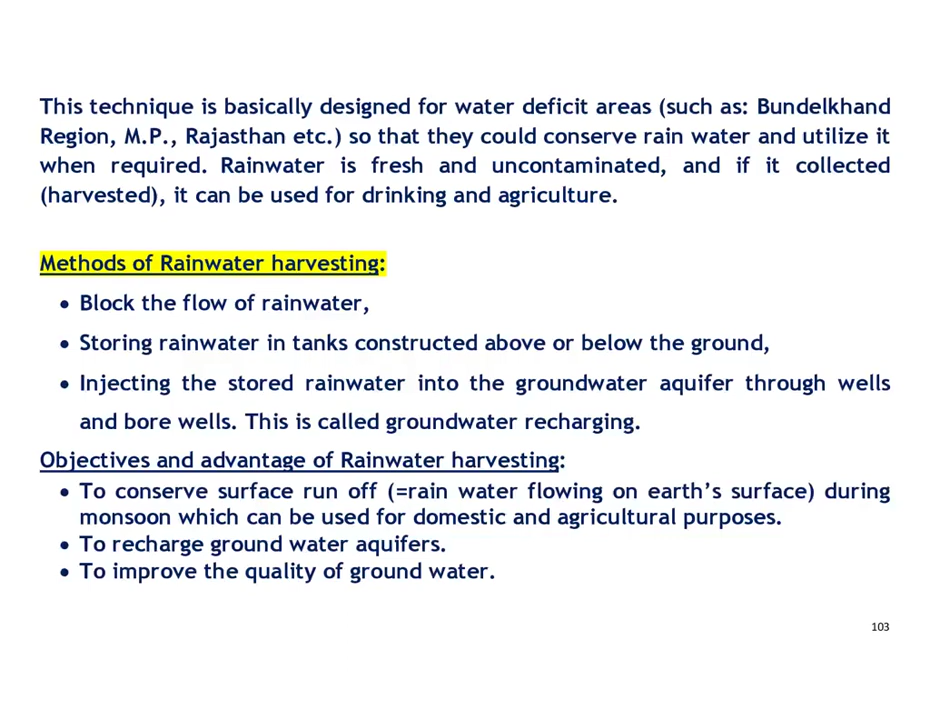 This technique is basically designed for water deficit areas (such as: Bundelkhand
Region, M.P., Rajasthan etc.) so that they could conserve rain water and utilize it
when required. Rainwater is fresh and uncontaminated, and if it collected
(harvested), it can be used for drinking and agriculture.
Methods of Rainwater harvesting:
• Block the flow of rainwater,
• Storing rainwater in tanks constructed above or below the ground,
• Injecting the stored rainwater into the groundwater aquifer through wells
and bore wells. This is called groundwater recharging.
Objectives and advantage of Rainwater harvesting:
• To conserve surface run off (=rain water flowing on earth’s surface) during
monsoon which can be used for domestic and agricultural purposes.
• To recharge ground water aquifers.
• To improve the quality of ground water.
103